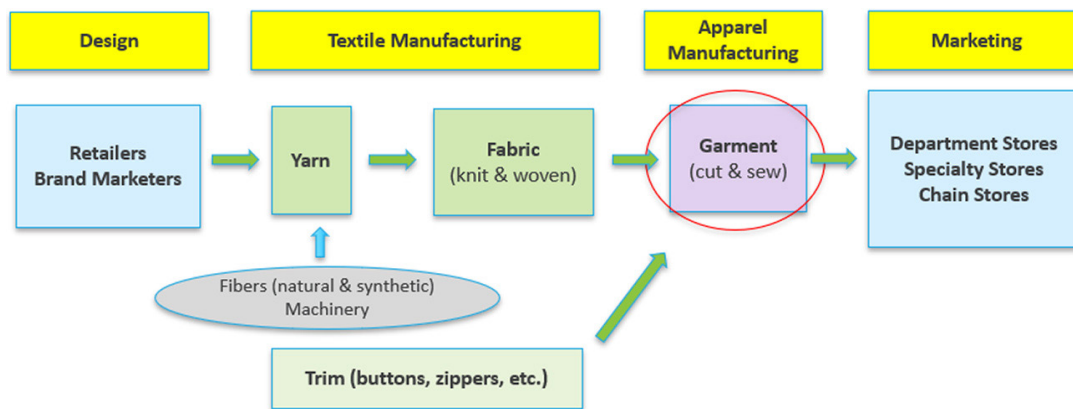 Design
Textile Manufacturing
Apparel
Manufacturing
Marketing
Retailers
Brand Marketers
Yarn
Fabric
(knit & woven)
Garment
(cut & sew)
Department Stores
Specialty Stores
Chain Stores
Fibers (natural & synthetic)
Machinery
Trim (buttons, zippers, etc.)